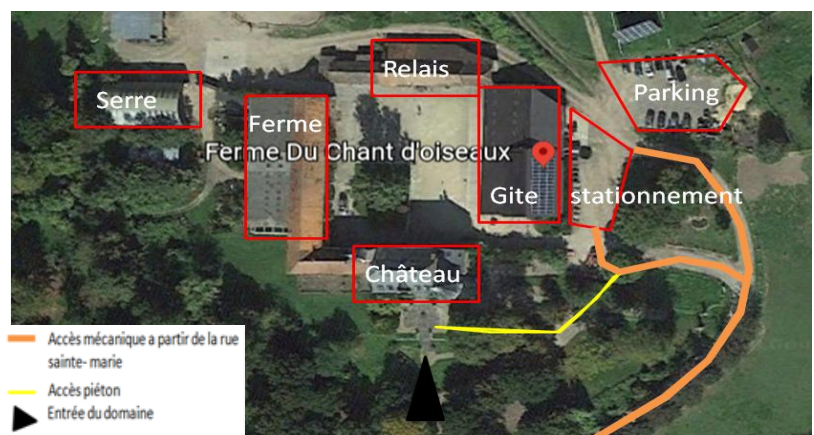 Relais
Serre
Parking
Ferme
Ferme Du Chant d'oiseaux
Gite
stationnement
Château
Accès mécanique a partir de la rue
sainte- marie
Accès piéton
Entrée du domaine